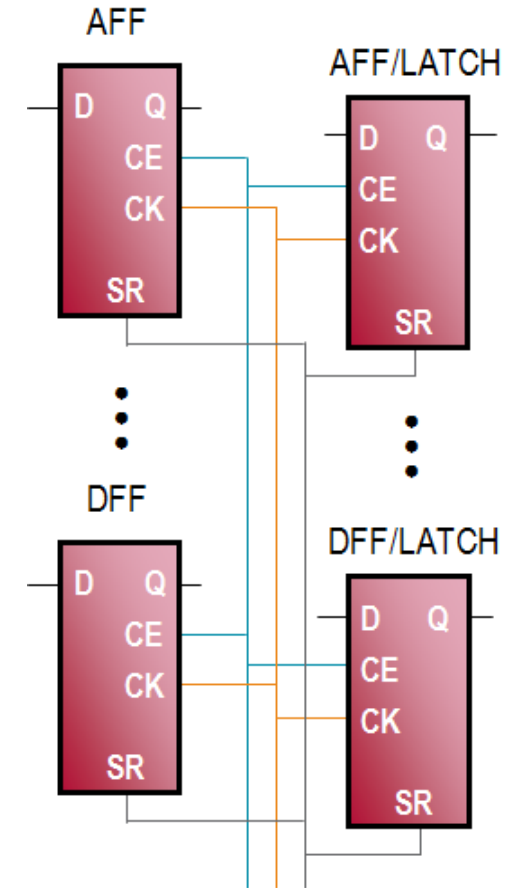 AFF
D Q
CE
CK
SR
AFF/LATCH
D Q
CE
CK
SR
DFF
D Q
CE
CK
SR
DFF/LATCH
D Q
CE
CK
SR